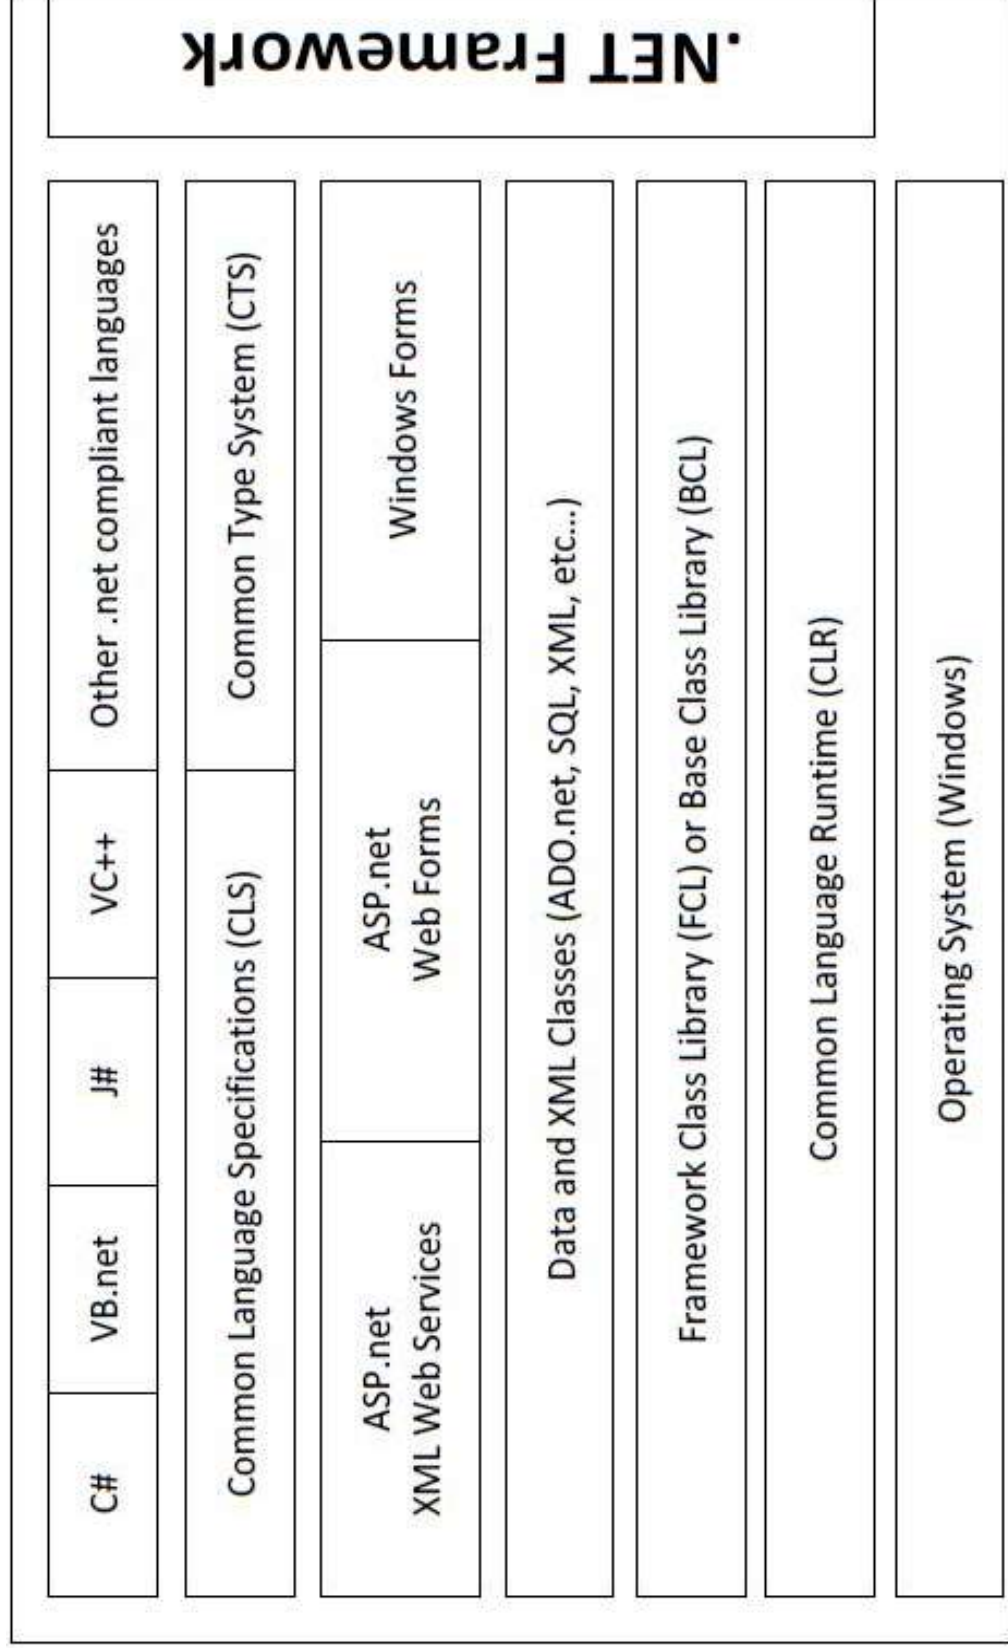 C#
VB.net
J#
VC++
Other .net compliant languages
Common Language Specifications (CLS)
Common Type System (CTS)
ASP.net
XML Web Services
ASP.net
Web Forms
Windows Forms
Data and XML Classes (ADO.net, SQL, XML, etc...)
Framework Class Library (FCL) or Base Class Library (BCL)
Common Language Runtime (CLR)
Operating System (Windows)
.NET Framework